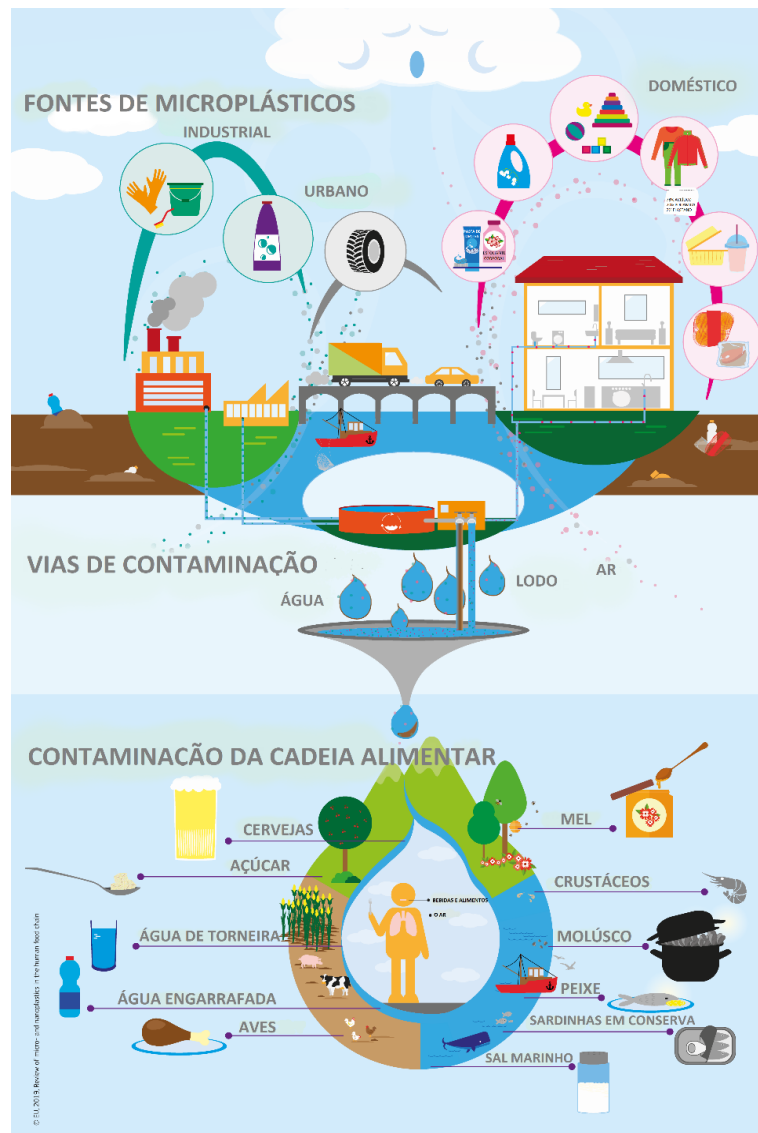 FONTES DE MICROPLÁSTICOS
DOMÉSTICO
INDUSTRIAL
URBANO
VIAS DE CONTAMINAÇÃO
ÁGUA
LODO
AR
CONTAMINAÇÃO DA CADEIA ALIMENTAR
CERVEJAS
MEL
AÇÚCAR
CRUSTÁCEOS
BEBIDAS E ALIMENTOS
O AR
ÁGUA DE TORNEIRA
MOLÚSCO
ÁGUA ENGARRAFADA
PEIXE
AVES
SARDINHAS EM CONSERVA
SAL MARINHO
© EU, 2019. Review of micro- and nanoplastics in the human food chain